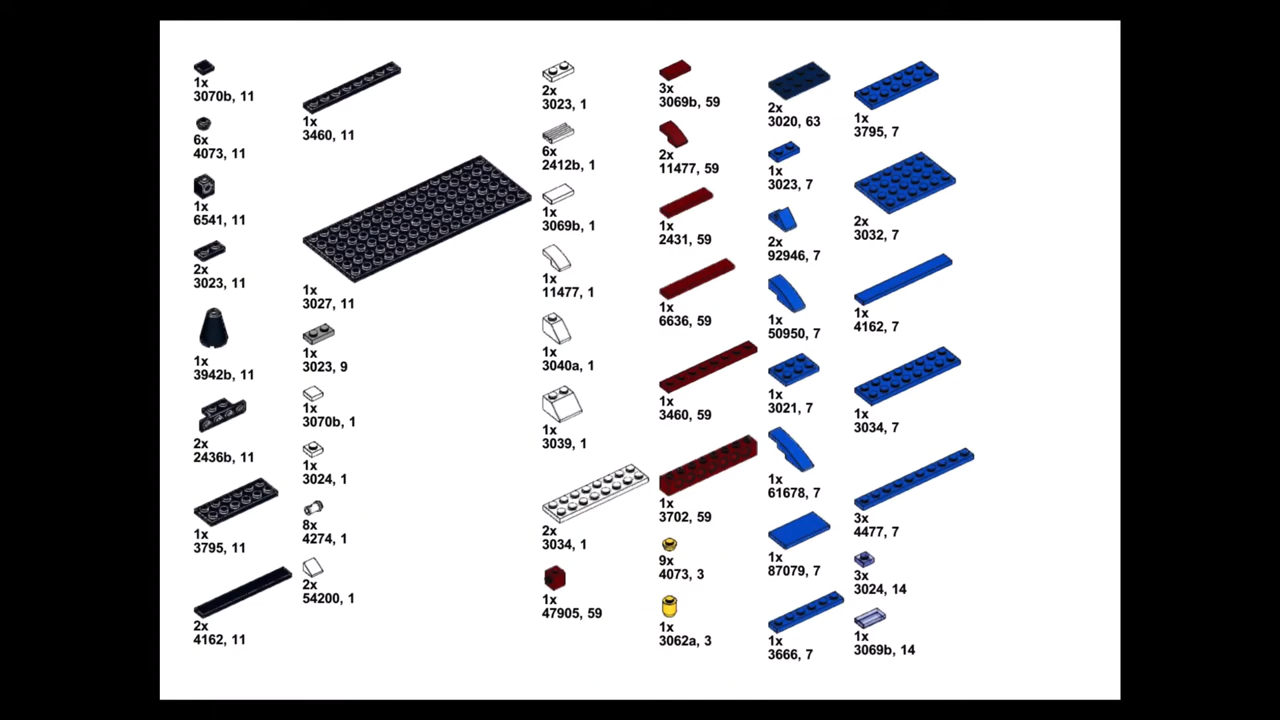 1x
3070b, 11
6x
4073, 11
1x
6541, 11
2x
3023, 11
1x
3942b, 11
2x
2436b, 11
1x
3795, 11
2x
4162, 11
1x
3460, 11
1x
3027, 11
1x
3023, 9
1x
3070b, 1
1x
3024, 1
8x
4274, 1
2x
54200, 1
2x
3023, 1
6x
2412b, 1
1x
3069b, 1
1x
11477, 1
1x
3040a, 1
1x
3039, 1
2x
3034, 1
1x
47905, 59
3x
3069b, 59
2x
11477, 59
1x
2431, 59
1x
6636, 59
1x
3460, 59
1x
3702, 59
9x
4073, 3
1x
3062a, 3
2x
3020, 63
1x
3023, 7
2x
92946, 7
1x
50950, 7
1x
3021, 7
1x
61678, 7
1x
87079, 7
1x
3666, 7
1x
3795, 7
2x
3032, 7
1x
4162, 7
1x
3034, 7
3x
4477, 7
3x
3024, 14
1x
3069b, 14